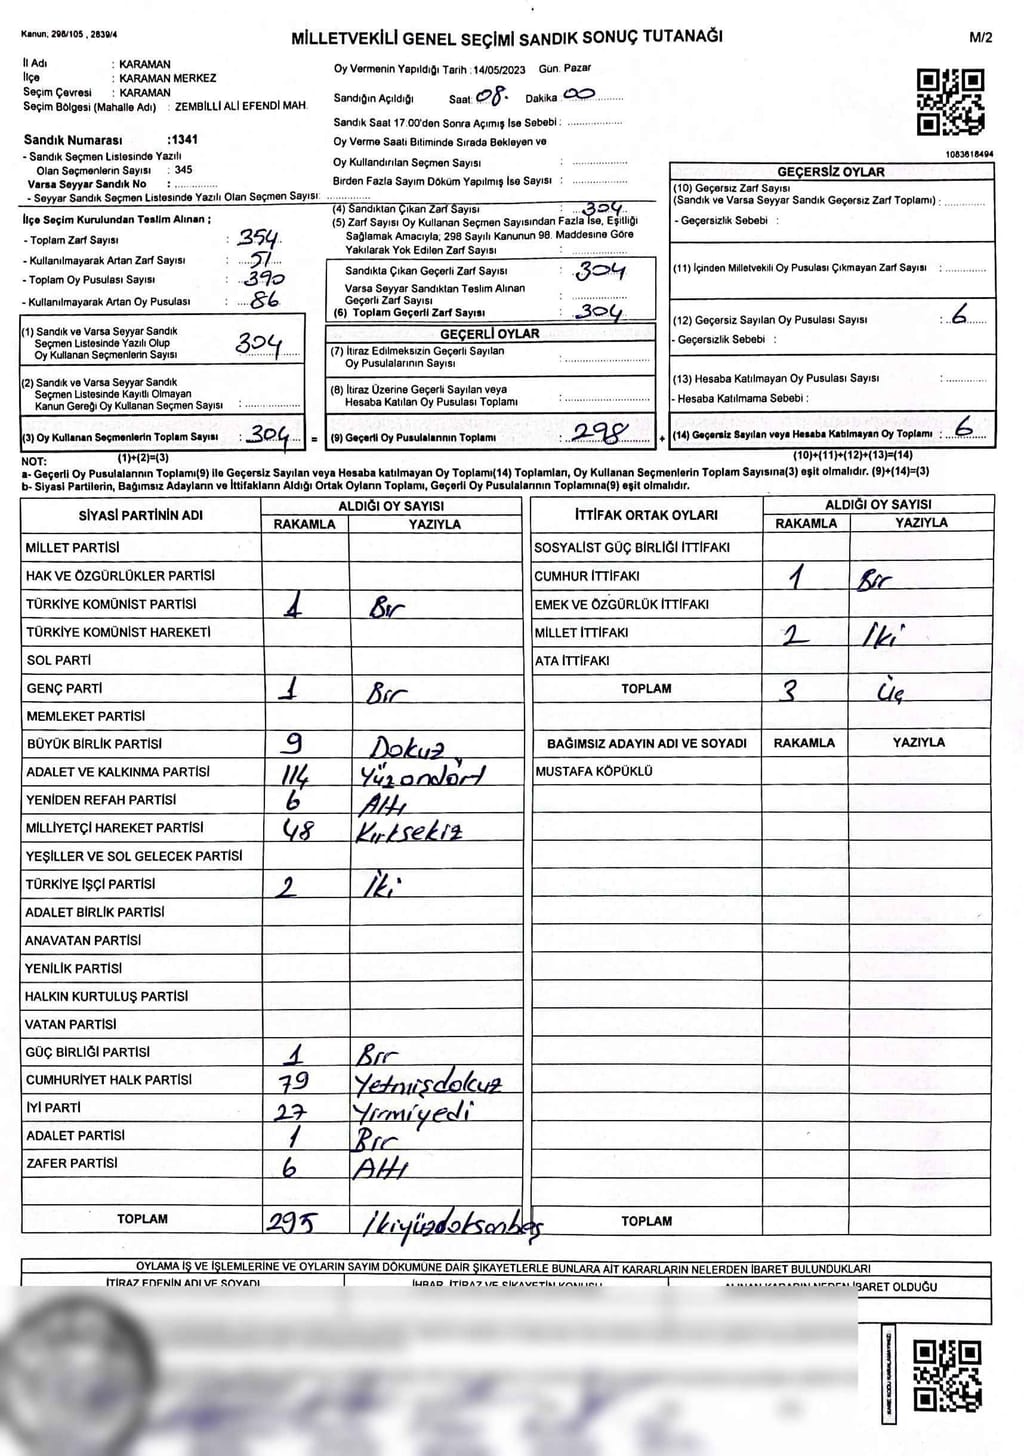 Kanun; 298/105 , 2839/4
MİLLETVEKİLİ GENEL SEÇİMİ SANDIK SONUÇ TUTANAĞI
M/2
İl Adı : KARAMAN
İlçe : KARAMAN MERKEZ
Seçim Çevresi : KARAMAN
Seçim Bölgesi (Mahalle Adı) : ZEMBİLLİ ALİ EFENDİ MAH.
Sandık Numarası :1341
- Sandık Seçmen Listesinde Yazılı
Olan Seçmenlerin Sayısı : 345
Varsa Seyyar Sandık No : ............
- Seyyar Sandık Seçmen Listesinde Yazılı Olan Seçmen Sayısı: ............
Oy Vermenin Yapıldığı Tarih :14/05/2023 Gün: Pazar
Sandığın Açıldığı Saat: 08. Dakika: 00
Sandık Saat 17:00'den Sonra Açımış İse Sebebi: ............
Oy Verme Saati Bitiminde Sırada Bekleyen ve
Oy Kullandırılan Seçmen Sayısı : ............
Birden Fazla Sayım Döküm Yapılmış İse Sayısı : ............
1083618494
İlçe Seçim Kurulundan Teslim Alınan ;
- Toplam Zarf Sayısı : 354
- Kullanılmayarak Artan Zarf Sayısı : 51
- Toplam Oy Pusulası Sayısı : 390
- Kullanılmayarak Artan Oy Pusulası : 86
(1) Sandık ve Varsa Seyyar Sandık
Seçmen Listesinde Yazılı Olup
Oy Kullanan Seçmenlerin Sayısı 304
(2) Sandık ve Varsa Seyyar Sandık
Seçmen Listesinde Kayıtlı Olmayan
Kanun Gereği Oy Kullanan Seçmen Sayısı : ............
(3) Oy Kullanan Seçmenlerin Toplam Sayısı : 304 =
(1)+(2)=(3)
(4) Sandıktan Çıkan Zarf Sayısı : 304
(5) Zarf Sayısı Oy Kullanan Seçmen Sayısından Fazla İse, Eşitliği
Sağlamak Amacıyla; 298 Sayılı Kanunun 98. Maddesine Göre
Yakılarak Yok Edilen Zarf Sayısı : ............
Sandıkta Çıkan Geçerli Zarf Sayısı : 304
Varsa Seyyar Sandıktan Teslim Alınan
Geçerli Zarf Sayısı : ............
(6) Toplam Geçerli Zarf Sayısı : 304
GEÇERLİ OYLAR
(7) İtiraz Edilmeksizin Geçerli Sayılan
Oy Pusulalarının Sayısı : ............
(8) İtiraz Üzerine Geçerli Sayılan veya
Hesaba Katılan Oy Pusulası Toplamı : ............
(9) Geçerli Oy Pusulalarının Toplamı : 298 +
GEÇERSİZ OYLAR
(10) Geçersiz Zarf Sayısı
(Sandık ve Varsa Seyyar Sandık Geçersiz Zarf Toplamı) : ............
- Geçersizlik Sebebi :
(11) İçinden Milletvekili Oy Pusulası Çıkmayan Zarf Sayısı : ............
(12) Geçersiz Sayılan Oy Pusulası Sayısı : 6
- Geçersizlik Sebebi :
(13) Hesaba Katılmayan Oy Pusulası Sayısı : ............
- Hesaba Katılmama Sebebi :
(14) Geçersiz Sayılan veya Hesaba Katılmayan Oy Toplamı : 6
(10)+(11)+(12)+(13)=(14)
NOT:
a- Geçerli Oy Pusulalarının Toplamı(9) ile Geçersiz Sayılan veya Hesaba katılmayan Oy Toplamı(14) Toplamları, Oy Kullanan Seçmenlerin Toplam Sayısına(3) eşit olmalıdır. (9)+(14)=(3)
b- Siyasi Partilerin, Bağımsız Adayların ve İttifakların Aldığı Ortak Oyların Toplamı, Geçerli Oy Pusulalarının Toplamına(9) eşit olmalıdır.
SİYASİ PARTİNİN ADI ALDIĞI OY SAYISI
RAKAMLA YAZIYLA
MİLLET PARTİSİ
HAK VE ÖZGÜRLÜKLER PARTİSİ
TÜRKİYE KOMÜNİST PARTİSİ 1 Bir
TÜRKİYE KOMÜNİST HAREKETİ
SOL PARTİ
GENÇ PARTİ 1 Bir
MEMLEKET PARTİSİ
BÜYÜK BİRLİK PARTİSİ 9 Dokuz
ADALET VE KALKINMA PARTİSİ 114 Yüzondört
YENİDEN REFAH PARTİSİ 6 Altı
MİLLİYETÇİ HAREKET PARTİSİ 48 Kırksekiz
YEŞİLLER VE SOL GELECEK PARTİSİ
TÜRKİYE İŞÇİ PARTİSİ 2 İki
ADALET BİRLİK PARTİSİ
ANAVATAN PARTİSİ
YENİLİK PARTİSİ
HALKIN KURTULUŞ PARTİSİ
VATAN PARTİSİ
GÜÇ BİRLİĞİ PARTİSİ 1 Bir
CUMHURİYET HALK PARTİSİ 79 Yetmişdokuz
İYİ PARTİ 27 Yirmiyedi
ADALET PARTİSİ 1 Bir
ZAFER PARTİSİ 6 Altı
TOPLAM 295 İkiyüzdoksanbeş
İTTİFAK ORTAK OYLARI ALDIĞI OY SAYISI
RAKAMLA YAZIYLA
SOSYALİST GÜÇ BİRLİĞİ İTTİFAKI
CUMHUR İTTİFAKI 1 Bir
EMEK VE ÖZGÜRLÜK İTTİFAKI
MİLLET İTTİFAKI 2 İki
ATA İTTİFAKI
TOPLAM 3 Üç
BAĞIMSIZ ADAYIN ADI VE SOYADI RAKAMLA YAZIYLA
MUSTAFA KÖPÜKLÜ
TOPLAM
OYLAMA İŞ VE İŞLEMLERİNE VE OYLARIN SAYIM DÖKÜMÜNE DAİR ŞİKAYETLERLE BUNLARA AİT KARARLARIN NELERDEN İBARET BULUNDUKLARI
İTİRAZ EDENİN ADI VE SOYADI İHBAR, İTİRAZ VE ŞİKAYETİN KONUSU ALINAN KARARIN NEDEN İBARET OLDUĞU